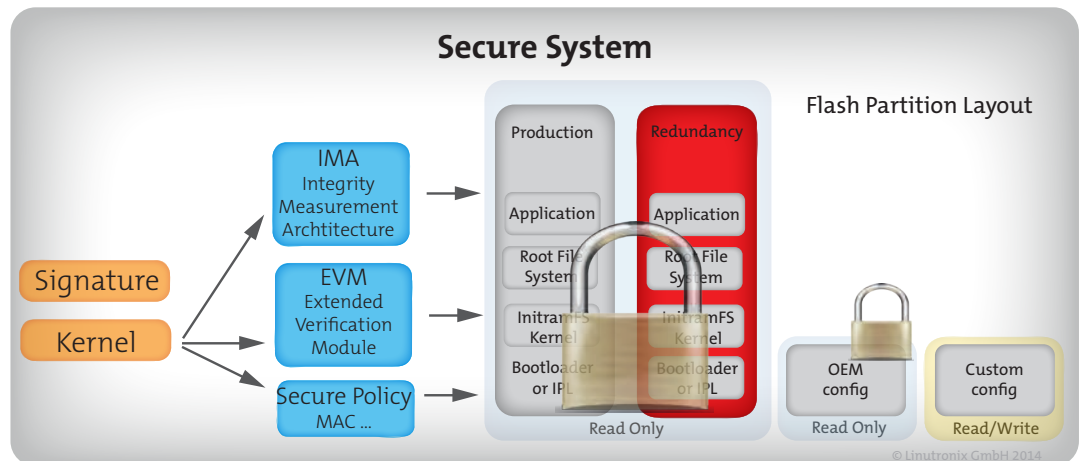 Secure System
Flash Partition Layout
Signature
Kernel
IMA
Integrity
Measurement
Archtitecture
EVM
Extended
Verification
Module
Secure Policy
MAC ...
Production
Application
Root File
System
InitramFS
Kernel
Bootloader
or IPL
Redundancy
Application
Root File
System
InitramFS
Kernel
Bootloader
or IPL
Read Only
OEM
config
Read Only
Custom
config
Read/Write
© Linutronix GmbH 2014